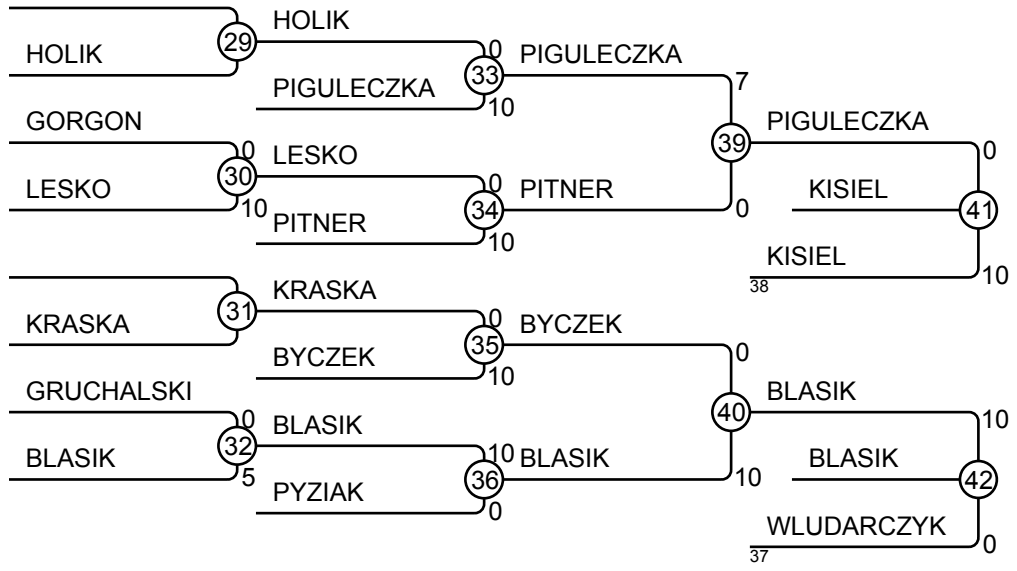 HOLIK
29
HOLIK
0
33
PIGULECZKA
10
PIGULECZKA
7
GORGON
0
30
LESKO
10
LESKO
0
34
PITNER
10
PITNER
0
39
PIGULECZKA
0
KISIEL
41
KISIEL
38
10
KRASKA
31
KRASKA
0
35
BYCZEK
10
BYCZEK
0
GRUCHALSKI
0
32
BLASIK
5
BLASIK
10
36
PYZIAK
0
BLASIK
10
40
BLASIK
10
BLASIK
42
WLUDARCZYK
37
0